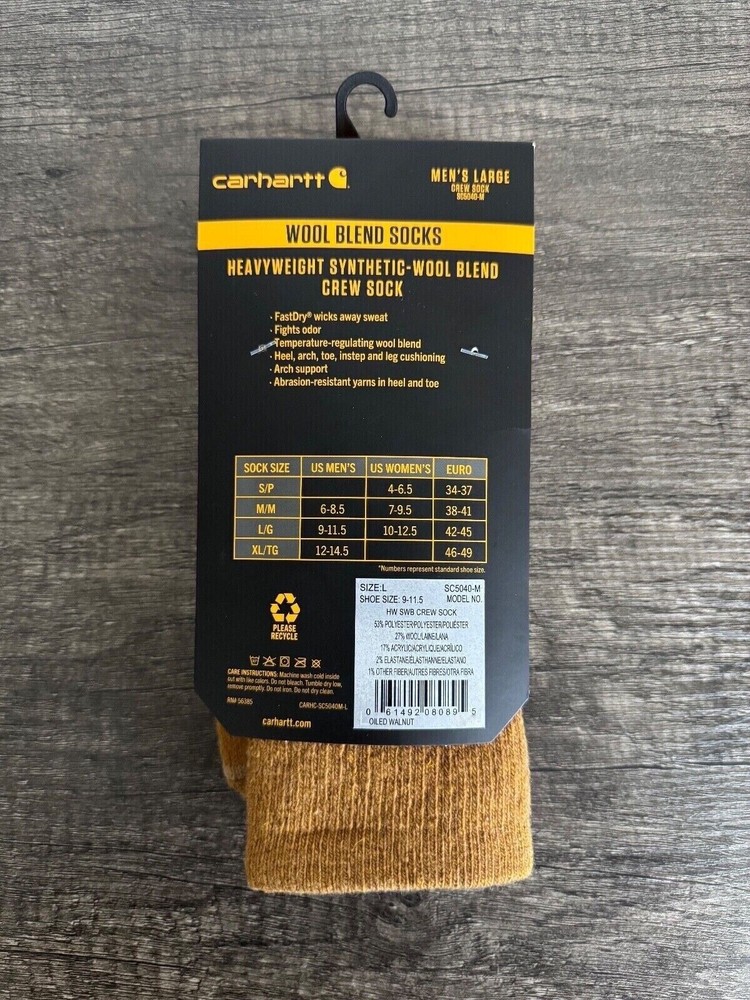 carhartt
MEN'S LARGE
CREW SOCK
SC5040-M
WOOL BLEND SOCKS
HEAVYWEIGHT SYNTHETIC-WOOL BLEND
CREW SOCK
· FastDry® wicks away sweat
· Fights odor
· Temperature-regulating wool blend
· Heel, arch, toe, instep and leg cushioning
· Arch support
· Abrasion-resistant yarns in heel and toe
SOCK SIZE US MEN'S US WOMEN'S EURO
S/P 4-6.5 34-37
M/M 6-8.5 7-9.5 38-41
L/G 9-11.5 10-12.5 42-45
XL/TG 12-14.5 46-49
*Numbers represent standard shoe size.
PLEASE
RECYCLE
CARE INSTRUCTIONS: Machine wash cold inside
out with like colors. Do not bleach. Tumble dry low,
remove promptly. Do not iron. Do not dry clean.
RN# 56385 CARHC-SC5040M-L
carhartt.com
SIZE:L SC5040-M
SHOE SIZE: 9-11.5 MODEL NO.
HW SWB CREW SOCK
53% POLYESTER/POLYESTER/POLIÉSTER
27% WOOL/LAINE/LANA
17% ACRYLIC/ACRYLIQUE/ACRÍLICO
2% ELASTANE/ÉLASTHANNE/ELASTANO
1% OTHER FIBER/AUTRES FIBRES/OTRA FIBRA
0 61492 08089 5
OILED WALNUT